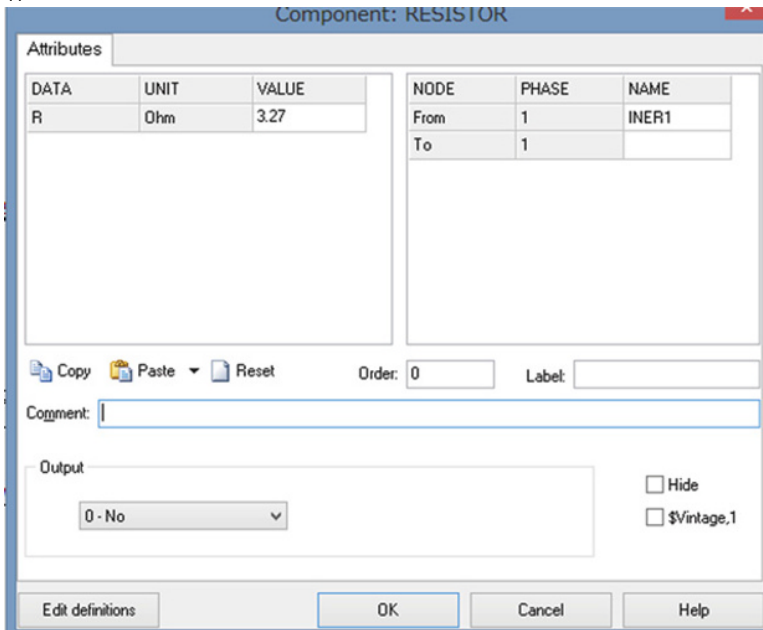 Component: RESISTOR
Attributes
DATA UNIT VALUE
R Ohm 3.27
NODE PHASE NAME
From 1 INER1
To 1
Copy Paste Reset Order: 0 Label:
Comment:
Output
0 - No
Hide
$Vintage,1
Edit definitions OK Cancel Help